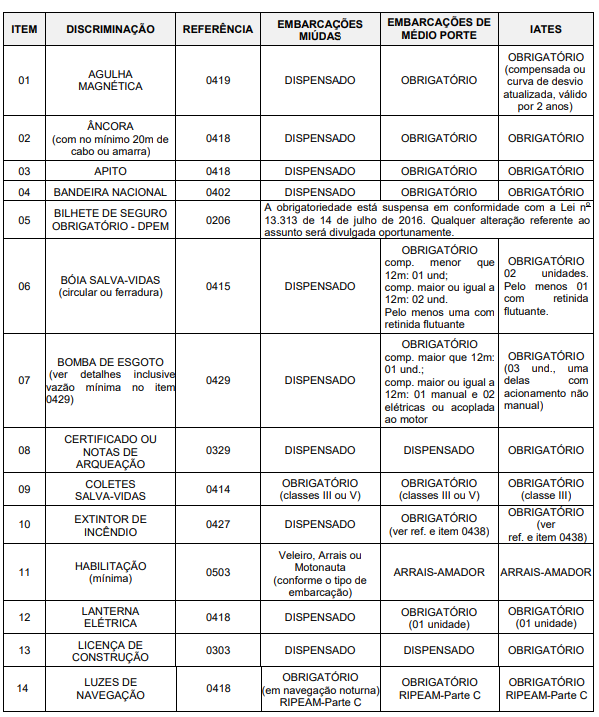 ITEM DISCRIMINAÇÃO REFERÊNCIA EMBARCAÇÕES MIÚDAS EMBARCAÇÕES DE MÉDIO PORTE IATES
01 AGULHA MAGNÉTICA 0419 DISPENSADO OBRIGATÓRIO OBRIGATÓRIO
(compensada ou
curva de desvio
atualizada, válido
por 2 anos)
02 ÂNCORA
(com no mínimo 20m de
cabo ou amarra) 0418 DISPENSADO OBRIGATÓRIO OBRIGATÓRIO
03 APITO 0418 DISPENSADO OBRIGATÓRIO OBRIGATÓRIO
04 BANDEIRA NACIONAL 0402 DISPENSADO OBRIGATÓRIO OBRIGATÓRIO
05 BILHETE DE SEGURO
OBRIGATÓRIO - DPEM 0206 A obrigatoriedade está suspensa em conformidade com a Lei nº
13.313 de 14 de julho de 2016. Qualquer alteração referente ao
assunto será divulgada oportunamente.
06 BÓIA SALVA-VIDAS
(circular ou ferradura) 0415 DISPENSADO OBRIGATÓRIO
comp. menor que
12m: 01 und;
comp. maior ou igual a
12m: 02 und.
Pelo menos uma com
retinida flutuante
OBRIGATÓRIO
02 unidades.
Pelo menos 01
com retinida
flutuante.
07 BOMBA DE ESGOTO
(ver detalhes inclusive
vazão mínima no item
0429) 0429 DISPENSADO OBRIGATÓRIO
comp. maior que 12m:
01 und.;
comp. maior ou igual a
12m: 01 manual e 02
elétricas ou acoplada
ao motor
OBRIGATÓRIO
(03 und., uma
delas com
acionamento não
manual)
08 CERTIFICADO OU
NOTAS DE
ARQUEAÇÃO 0329 DISPENSADO DISPENSADO OBRIGATÓRIO
09 COLETES
SALVA-VIDAS 0414 OBRIGATÓRIO
(classes III ou V) OBRIGATÓRIO
(classes III ou V) OBRIGATÓRIO
(classe III)
10 EXTINTOR DE
INCÊNDIO 0427 DISPENSADO OBRIGATÓRIO
(ver ref. e item 0438) OBRIGATÓRIO
(ver
ref. e item 0438)
11 HABILITAÇÃO
(mínima) 0503 Veleiro, Arrais ou
Motonauta
(conforme o tipo de
embarcação) ARRAIS-AMADOR ARRAIS-AMADOR
12 LANTERNA
ELÉTRICA 0418 DISPENSADO OBRIGATÓRIO
(01 unidade) OBRIGATÓRIO
(01 unidade)
13 LICENÇA DE
CONSTRUÇÃO 0303 DISPENSADO DISPENSADO OBRIGATÓRIO
14 LUZES DE
NAVEGAÇÃO 0418 OBRIGATÓRIO
(em navegação noturna)
RIPEAM-Parte C OBRIGATÓRIO
RIPEAM-Parte C OBRIGATÓRIO
RIPEAM-Parte C